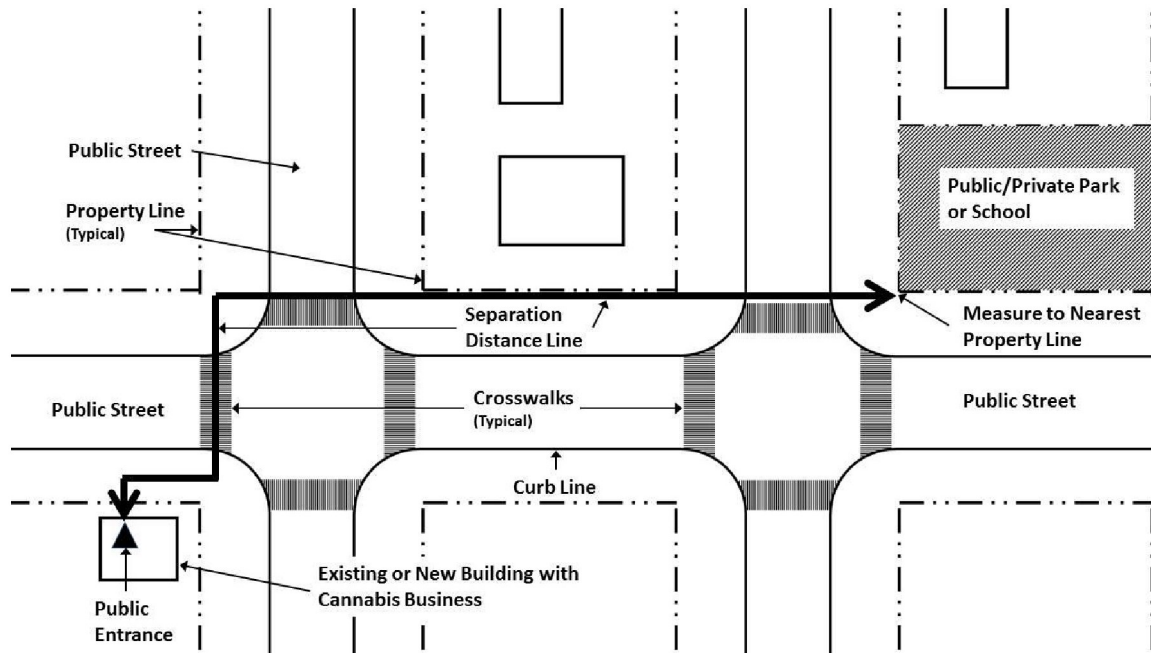 Public Street
Property Line
(Typical)
Public/Private Park
or School
Separation
Distance Line
Measure to Nearest
Property Line
Public Street
Crosswalks
(Typical)
Public Street
Curb Line
Existing or New Building with
Cannabis Business
Public
Entrance